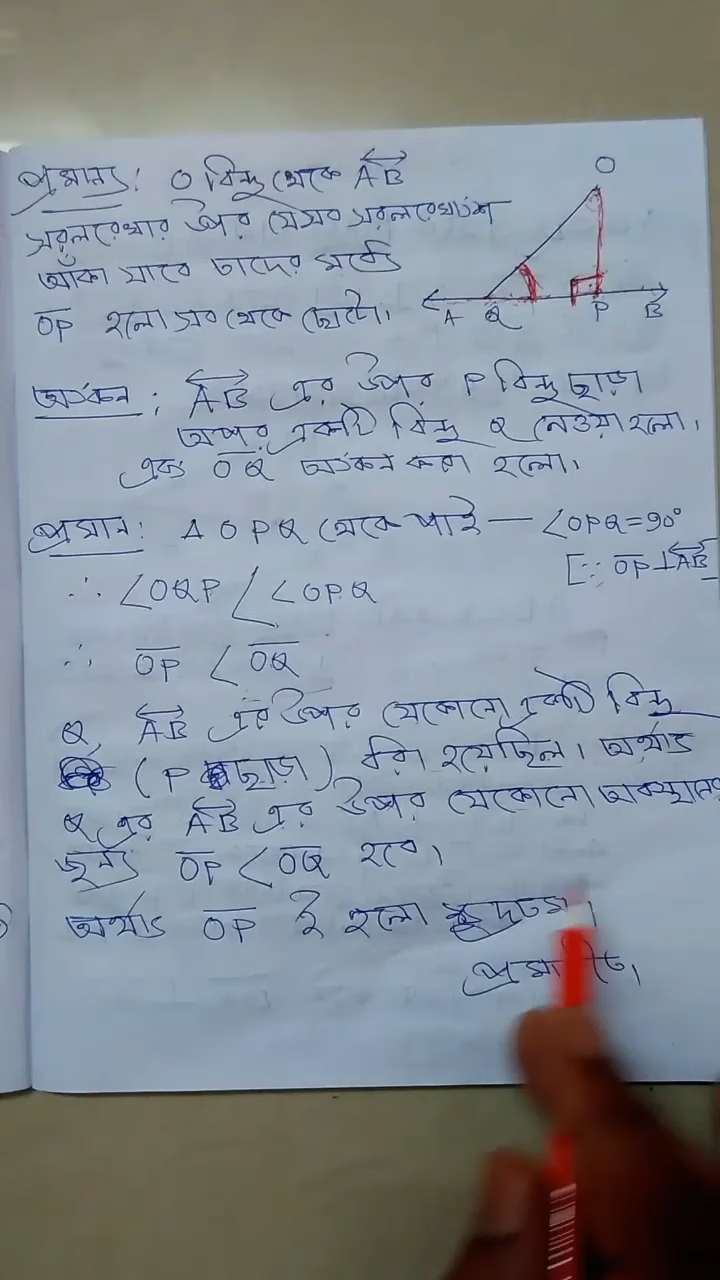 প্রমান্য: O বিন্দু থেকে AB
সরলরেখার উপর যেসব সরলরেখাংশ
আঁকা যাবে তাদের মধ্যে
OP হলো সব থেকে ছোটো।
O
A Q P B
অংকন: AB এর উপর P বিন্দু ছাড়া
অপর একটি বিন্দু Q নেওয়া হলো।
এবং OQ অংকন করা হলো।
প্রমান: Δ OPQ থেকে পাই — ∠OPQ=90°
[∵ OP⊥AB]
∴ ∠OQP < ∠OPQ
∴ OP < OQ
Q, AB এর উপর যেকোনো একটি বিন্দু
(P ছাড়া) ধরা হয়েছিল। অর্থাৎ
Q এর AB এর উপর যেকোনো অবস্থানের
জন্য OP < OQ হবে।
অর্থাৎ OP ই হলো ক্ষুদ্রতম।
প্রমানীত।